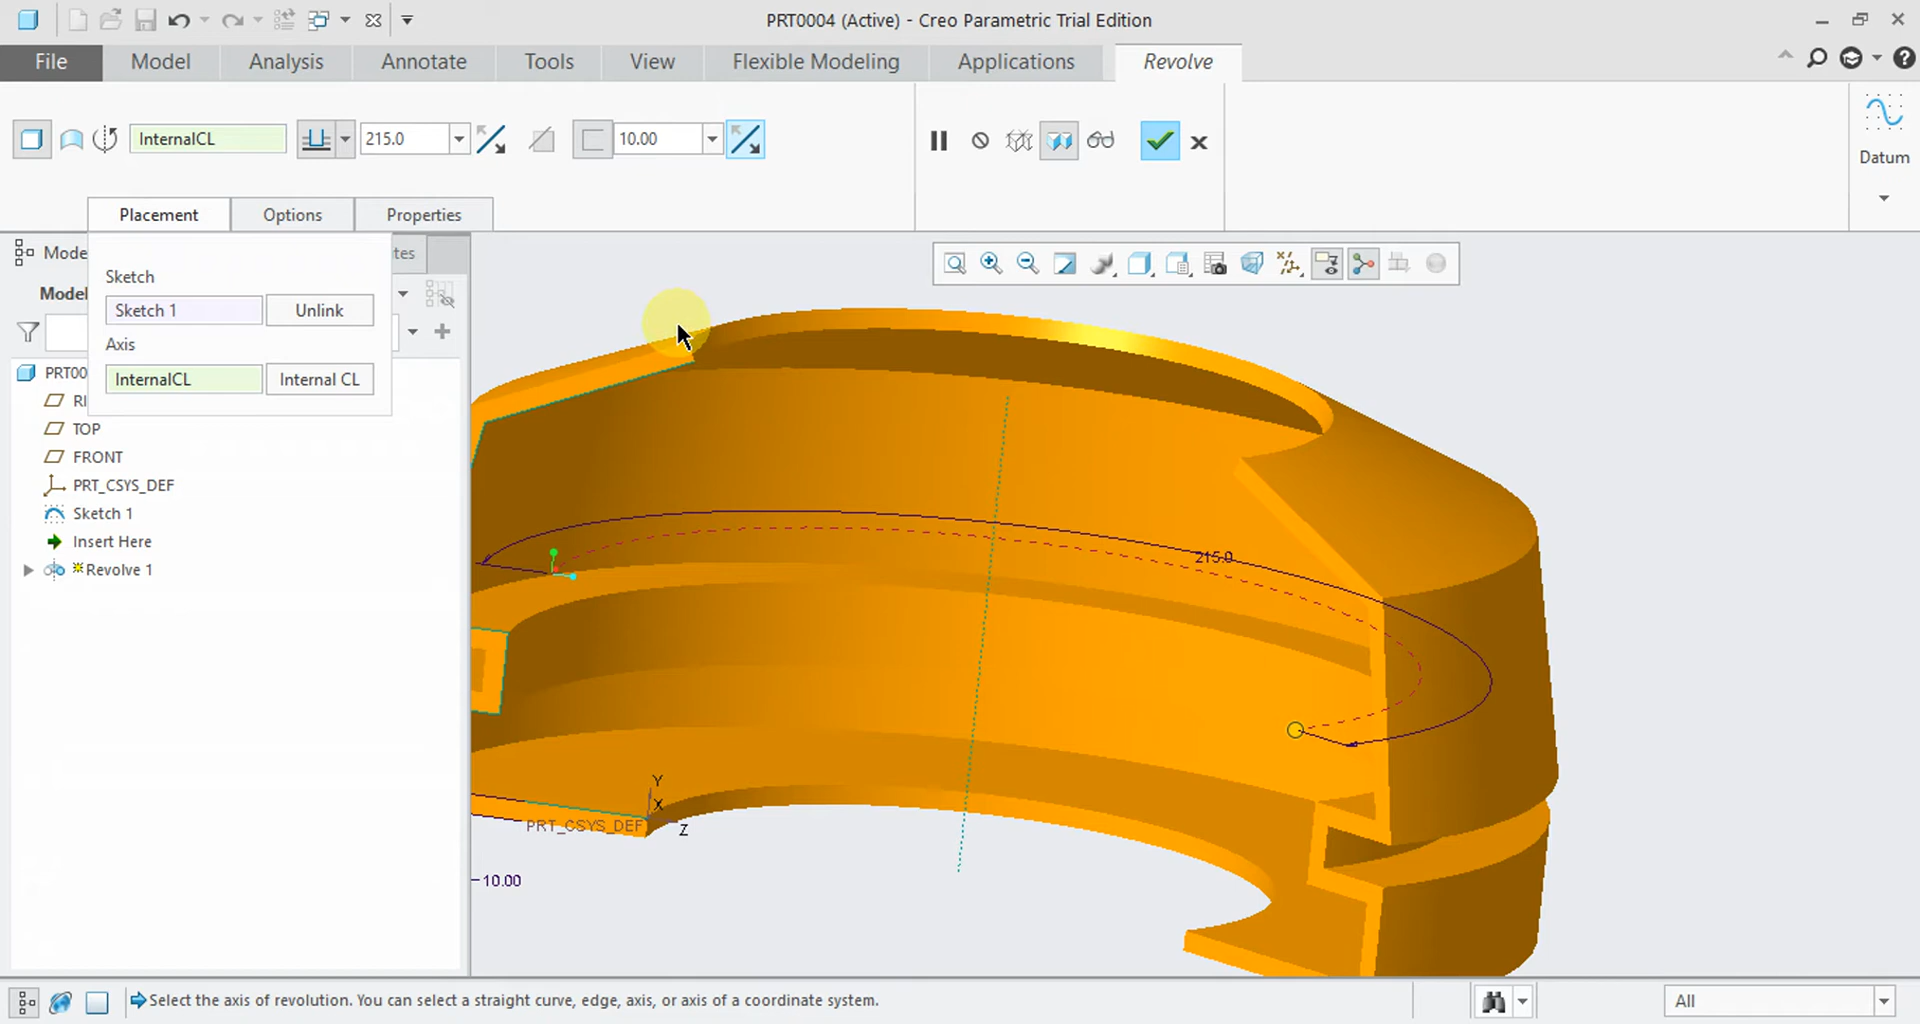 PRT0004 (Active) - Creo Parametric Trial Edition
File Model Analysis Annotate Tools View Flexible Modeling Applications Revolve
InternalCL 215.0 10.00
Datum
Placement Options Properties
Mode tes
Sketch
Model
Sketch 1 Unlink
Axis
PRT00 InternalCL Internal CL
RI
TOP
FRONT
PRT_CSYS_DEF
Sketch 1
Insert Here
Revolve 1
215.0
Y
X
Z
PRT_CSYS_DEF
10.00
Select the axis of revolution. You can select a straight curve, edge, axis, or axis of a coordinate system.
All